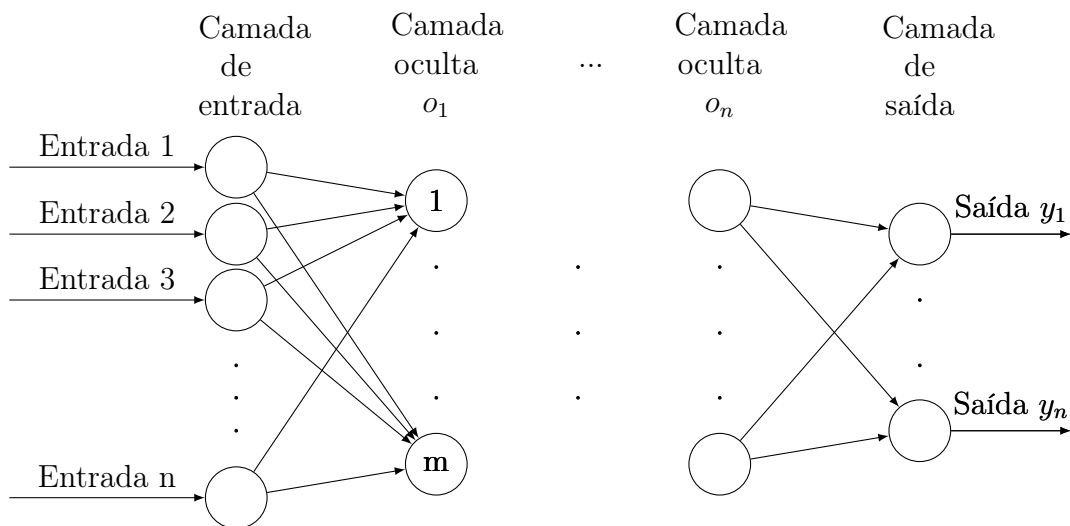 Camada
de
entrada
Camada
oculta
o₁
...
Camada
oculta
oₙ
Camada
de
saída
Entrada 1
Entrada 2
Entrada 3
Entrada n
1
m
Saída y₁
Saída yₙ